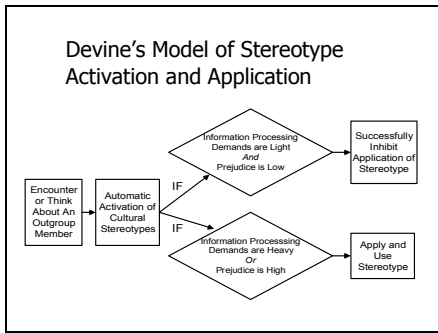 Devine's Model of Stereotype
Activation and Application
Encounter
or Think
About An
Outgroup
Member
Automatic
Activation of
Cultural
Stereotypes
IF
IF
Information Processing
Demands are Light
And
Prejudice is Low
Successfully
Inhibit
Application of
Stereotype
Information Processsing
Demands are Heavy
Or
Prejudice is High
Apply and
Use
Stereotype